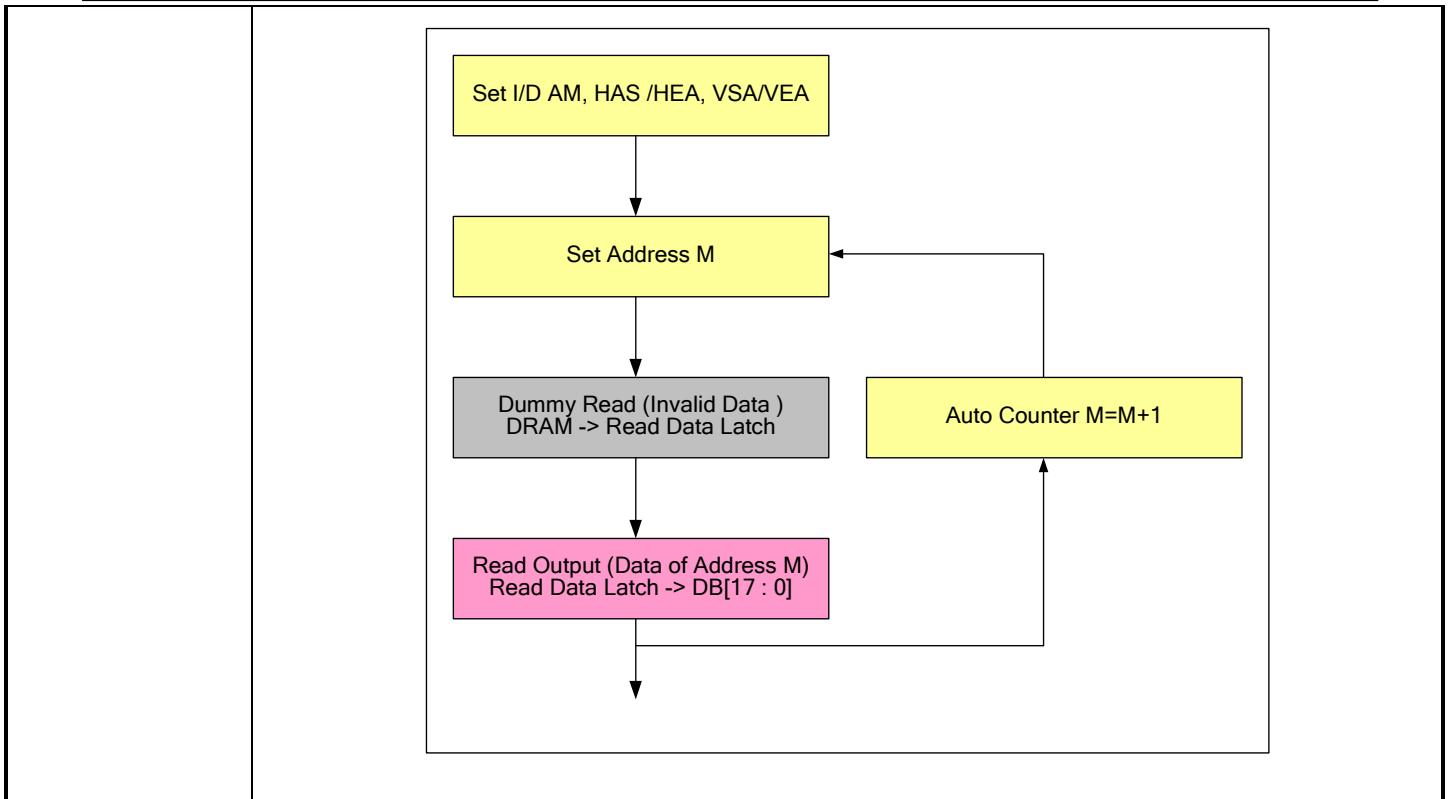 Set I/D AM, HAS /HEA, VSA/VEA
Set Address M
Dummy Read (Invalid Data )
DRAM -> Read Data Latch
Auto Counter M=M+1
Read Output (Data of Address M)
Read Data Latch -> DB[17 : 0]